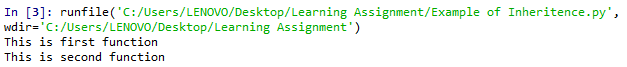 In [3]: runfile('C:/Users/LENOVO/Desktop/Learning Assignment/Example of Inheritence.py',
wdir='C:/Users/LENOVO/Desktop/Learning Assignment')
This is first function
This is second function